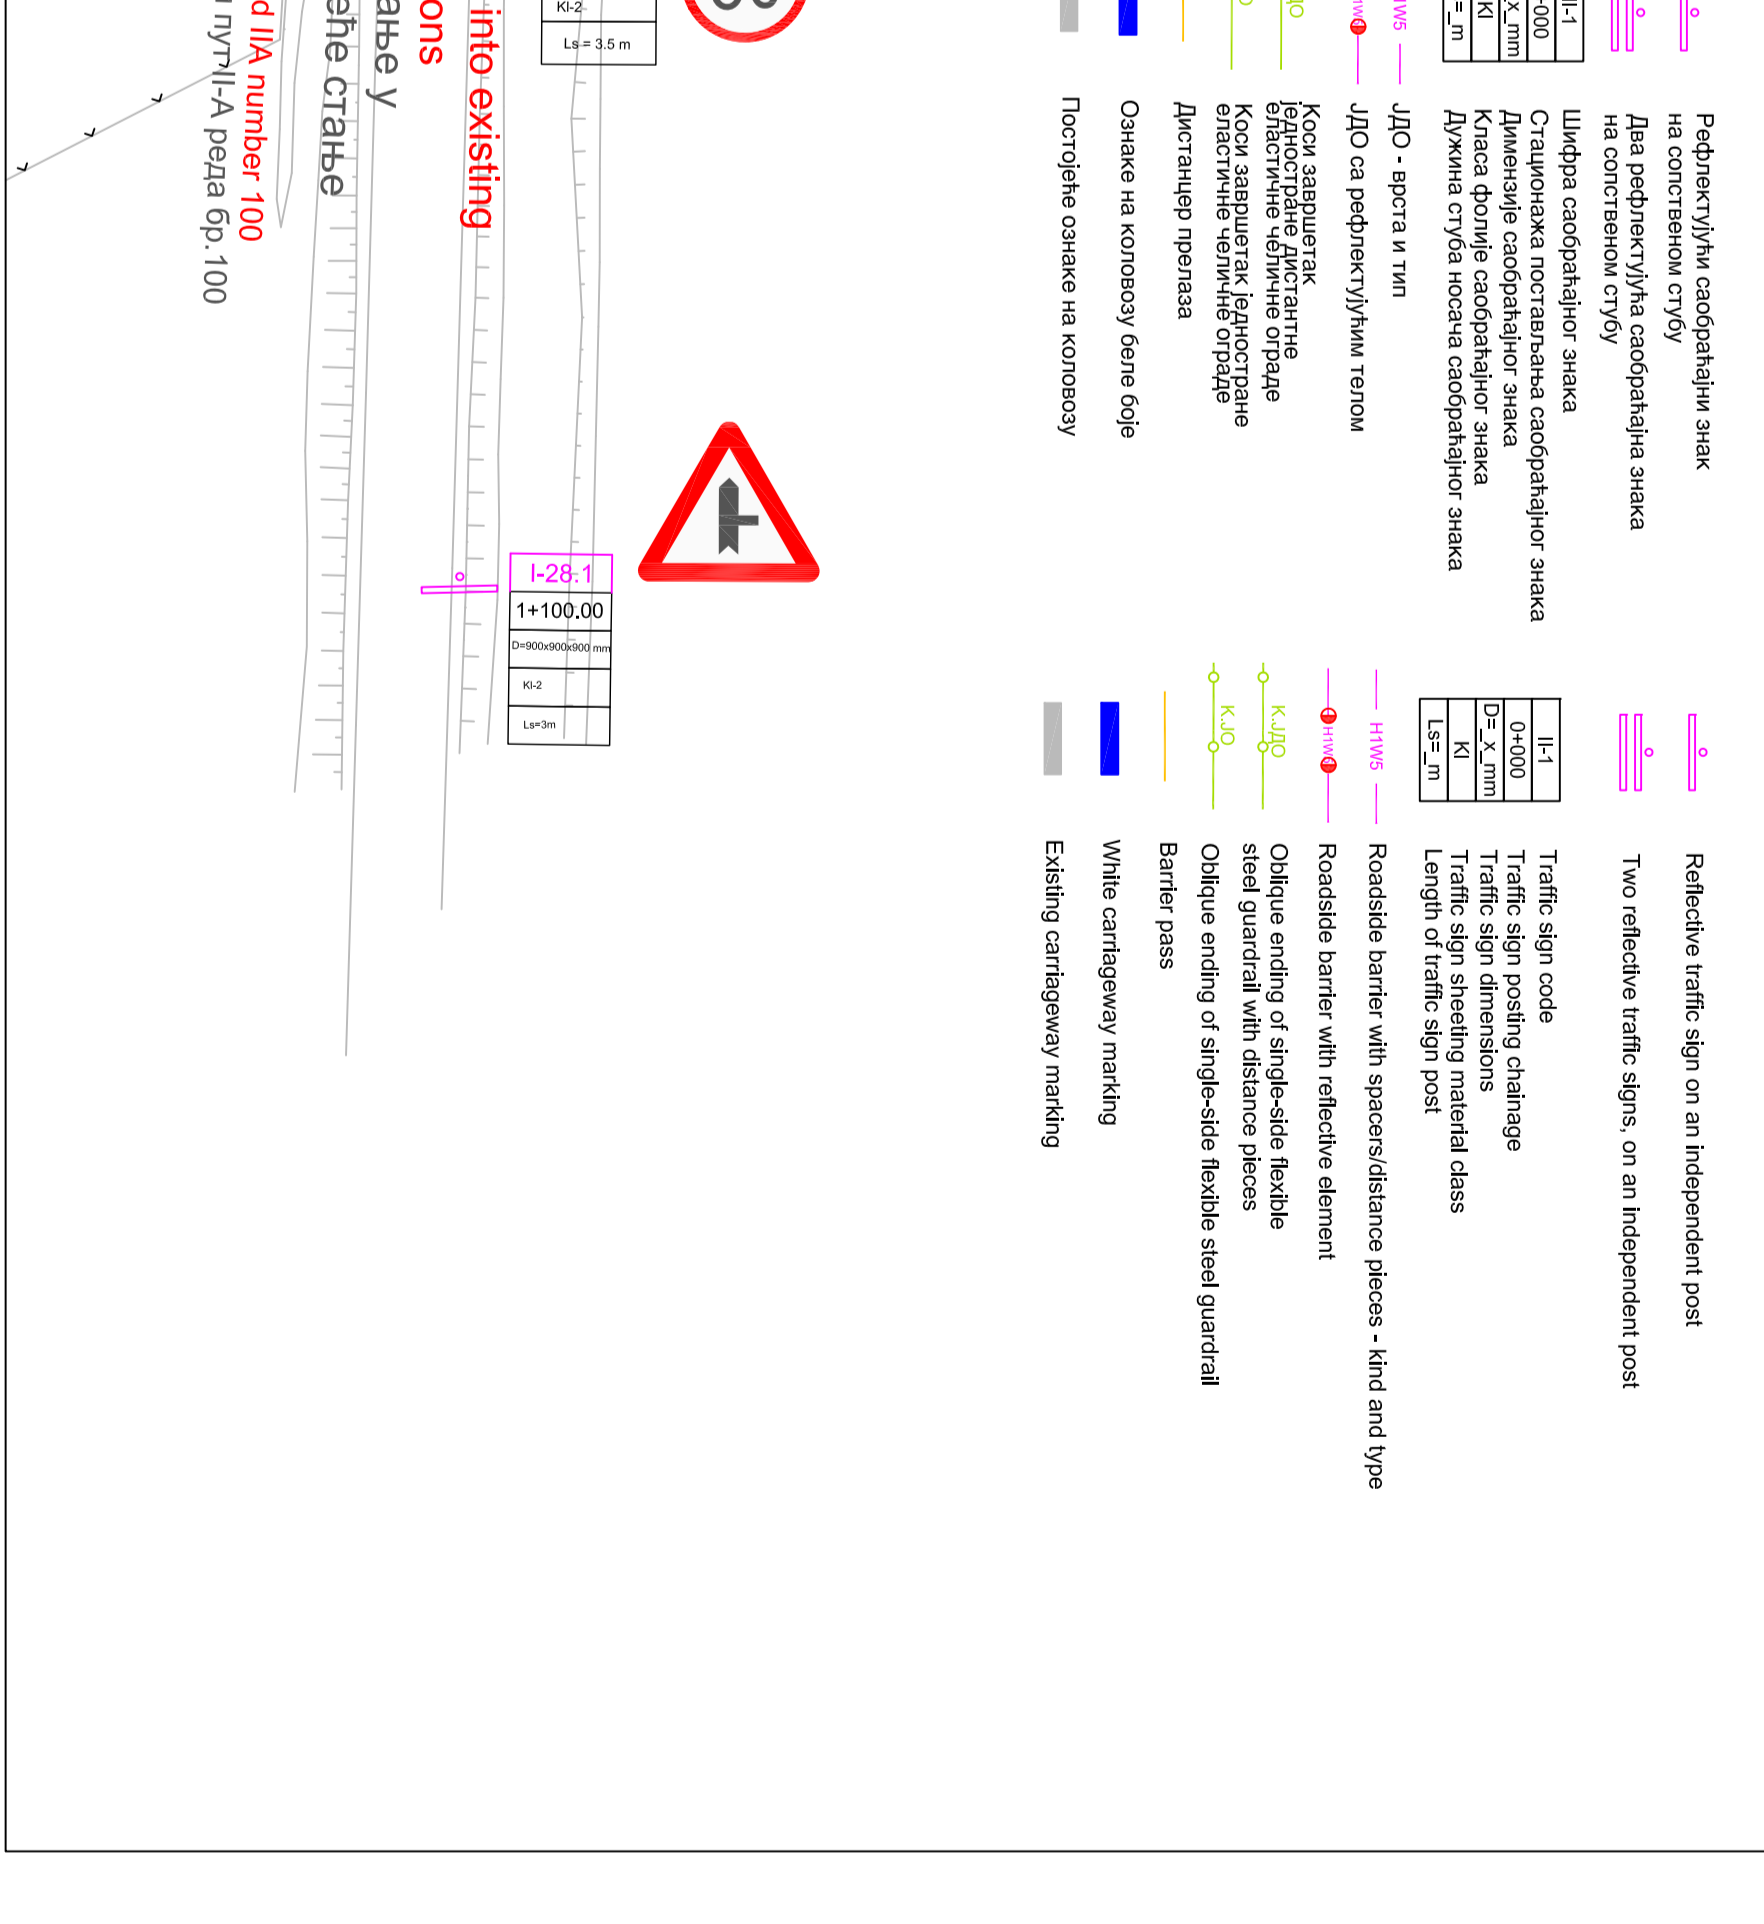 Рефлектујући саобраћајни знак
на сопственом стубу
Два рефлектујућа саобраћајна знака
на сопственом стубу
II-1
Kl
Шифра саобраћајног знака
Стационажа постављања саобраћајног знака
Димензије саобраћајног знака
Класа фолије саобраћајног знака
Дужина стуба носача саобраћајног знака
ЈДО - врста и тип
ЈДО са рефлектујућим телом
Коси завршетак
једностране дистантне
еластичне челичне ограде
Коси завршетак једностране
еластичне челичне ограде
Дистанцер прелаза
Ознаке на коловозу беле боје
Постојеће ознаке на коловозу
Reflective traffic sign on an independent post
Two reflective traffic signs, on an independent post
II-1
0+000
D=_x_mm
Kl
Ls=_m
Traffic sign code
Traffic sign posting chainage
Traffic sign dimensions
Traffic sign sheeting material class
Length of traffic sign post
H1W5
Roadside barrier with spacers/distance pieces - kind and type
H1W5
Roadside barrier with reflective element
К.ЈДО
Oblique ending of single-side flexible
steel guardrail with distance pieces
К.ЈО
Oblique ending of single-side flexible steel guardrail
Barrier pass
White carriageway marking
Existing carriageway marking
Kl-2
Ls = 3.5 m
I-28.1
1+100.00
D=900x900x900 mm
Kl-2
Ls=3m
into existing
ons
ање у
еће стање
IIA number 100
пут II-А реда бр.100